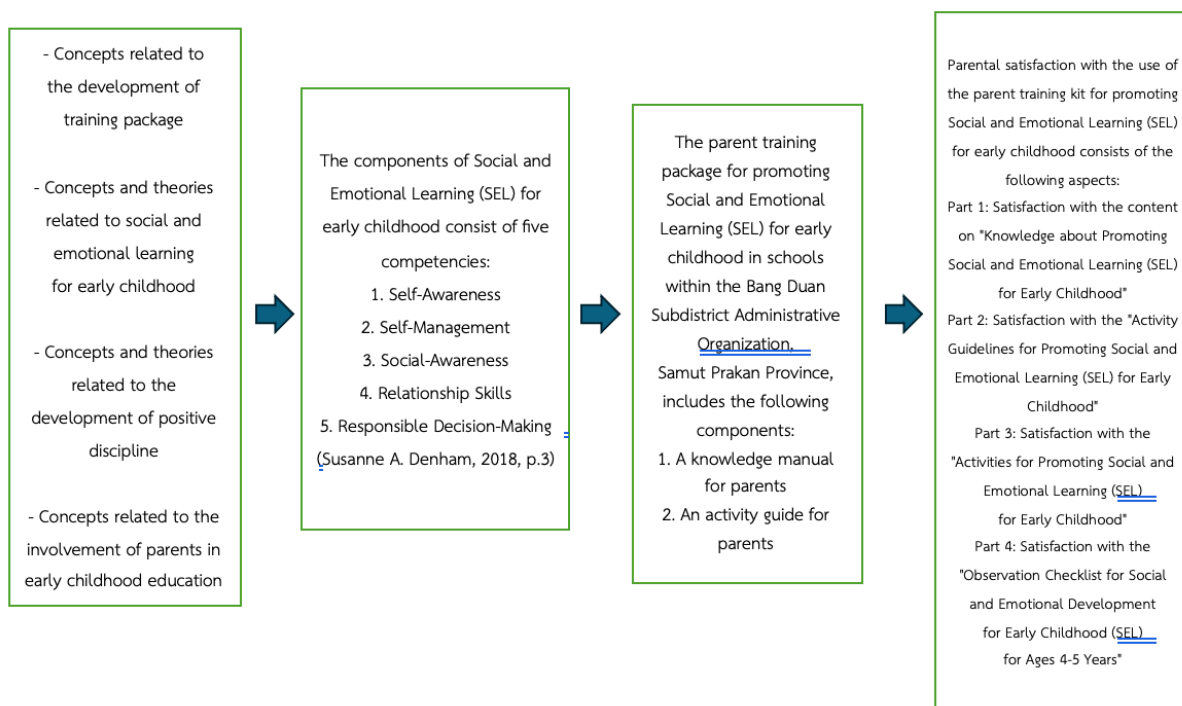 - Concepts related to
the development of
training package
- Concepts and theories
related to social and
emotional learning
for early childhood
- Concepts and theories
related to the
development of positive
discipline
- Concepts related to the
involvement of parents in
early childhood education
The components of Social and
Emotional Learning (SEL) for
early childhood consist of five
competencies:
1. Self-Awareness
2. Self-Management
3. Social-Awareness
4. Relationship Skills
5. Responsible Decision-Making
(Susanne A. Denham, 2018, p.3)
The parent training
package for promoting
Social and Emotional
Learning (SEL) for early
childhood in schools
within the Bang Duan
Subdistrict Administrative
Organization,
Samut Prakan Province,
includes the following
components:
1. A knowledge manual
for parents
2. An activity guide for
parents
Parental satisfaction with the use of
the parent training kit for promoting
Social and Emotional Learning (SEL)
for early childhood consists of the
following aspects:
Part 1: Satisfaction with the content
on "Knowledge about Promoting
Social and Emotional Learning (SEL)
for Early Childhood"
Part 2: Satisfaction with the "Activity
Guidelines for Promoting Social and
Emotional Learning (SEL) for Early
Childhood"
Part 3: Satisfaction with the
"Activities for Promoting Social and
Emotional Learning (SEL)
for Early Childhood"
Part 4: Satisfaction with the
"Observation Checklist for Social
and Emotional Development
for Early Childhood (SEL)
for Ages 4-5 Years"